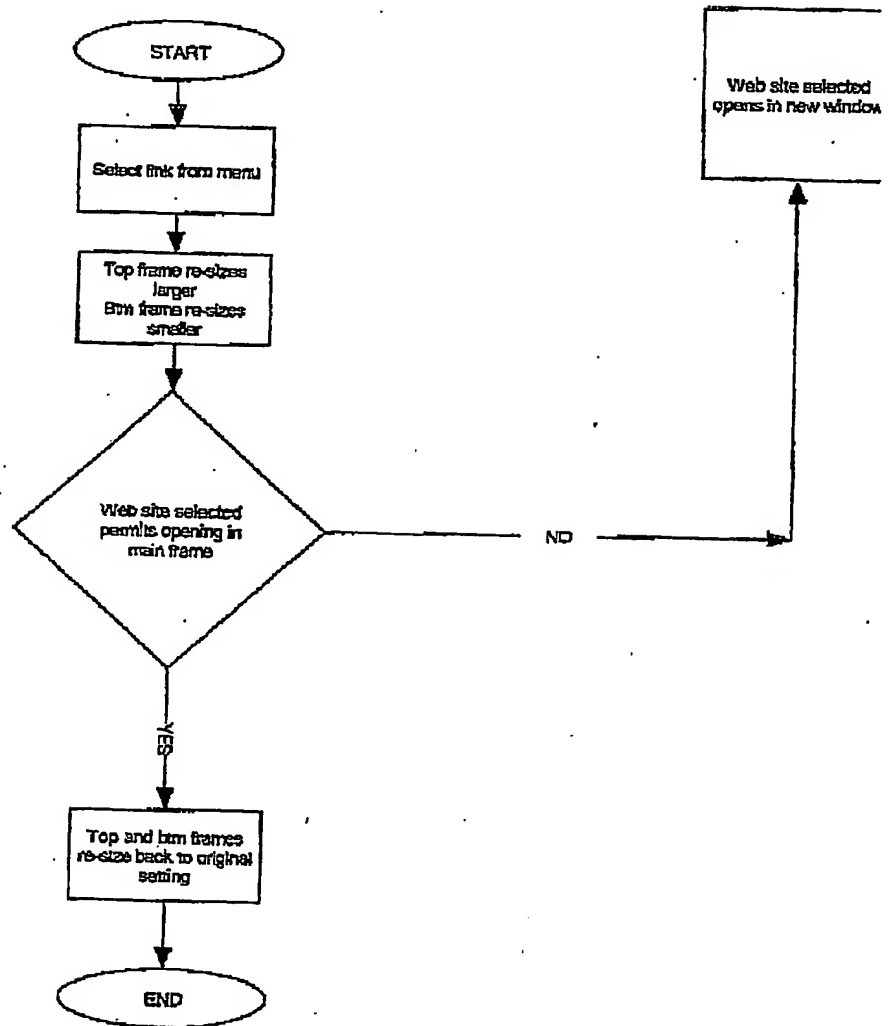 START
Web site selected
opens in new window
Select link from menu
Top frame re-sizes
larger
Btm frame re-sizes
smaller
Web site selected
permits opening in
main frame
NO
YES
Top and btm frames
re-size back to original
setting
END